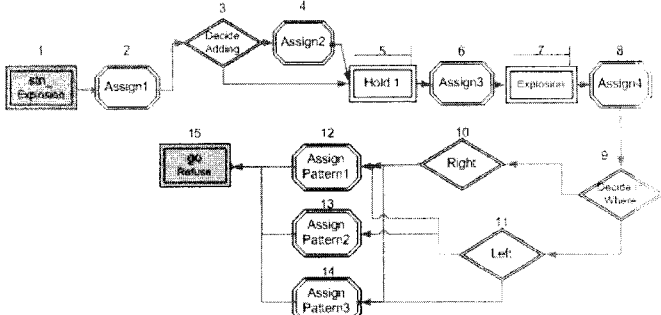 1
stn_
Explosion
2
Assign1
3
Decide
Adding
4
Assign2
5
Hold 1
6
Assign3
7
Explosion
8
Assign4
9
Decide
Where
10
Right
11
Left
12
Assign
Pattern1
13
Assign
Pattern2
14
Assign
Pattern3
15
go
Refuse